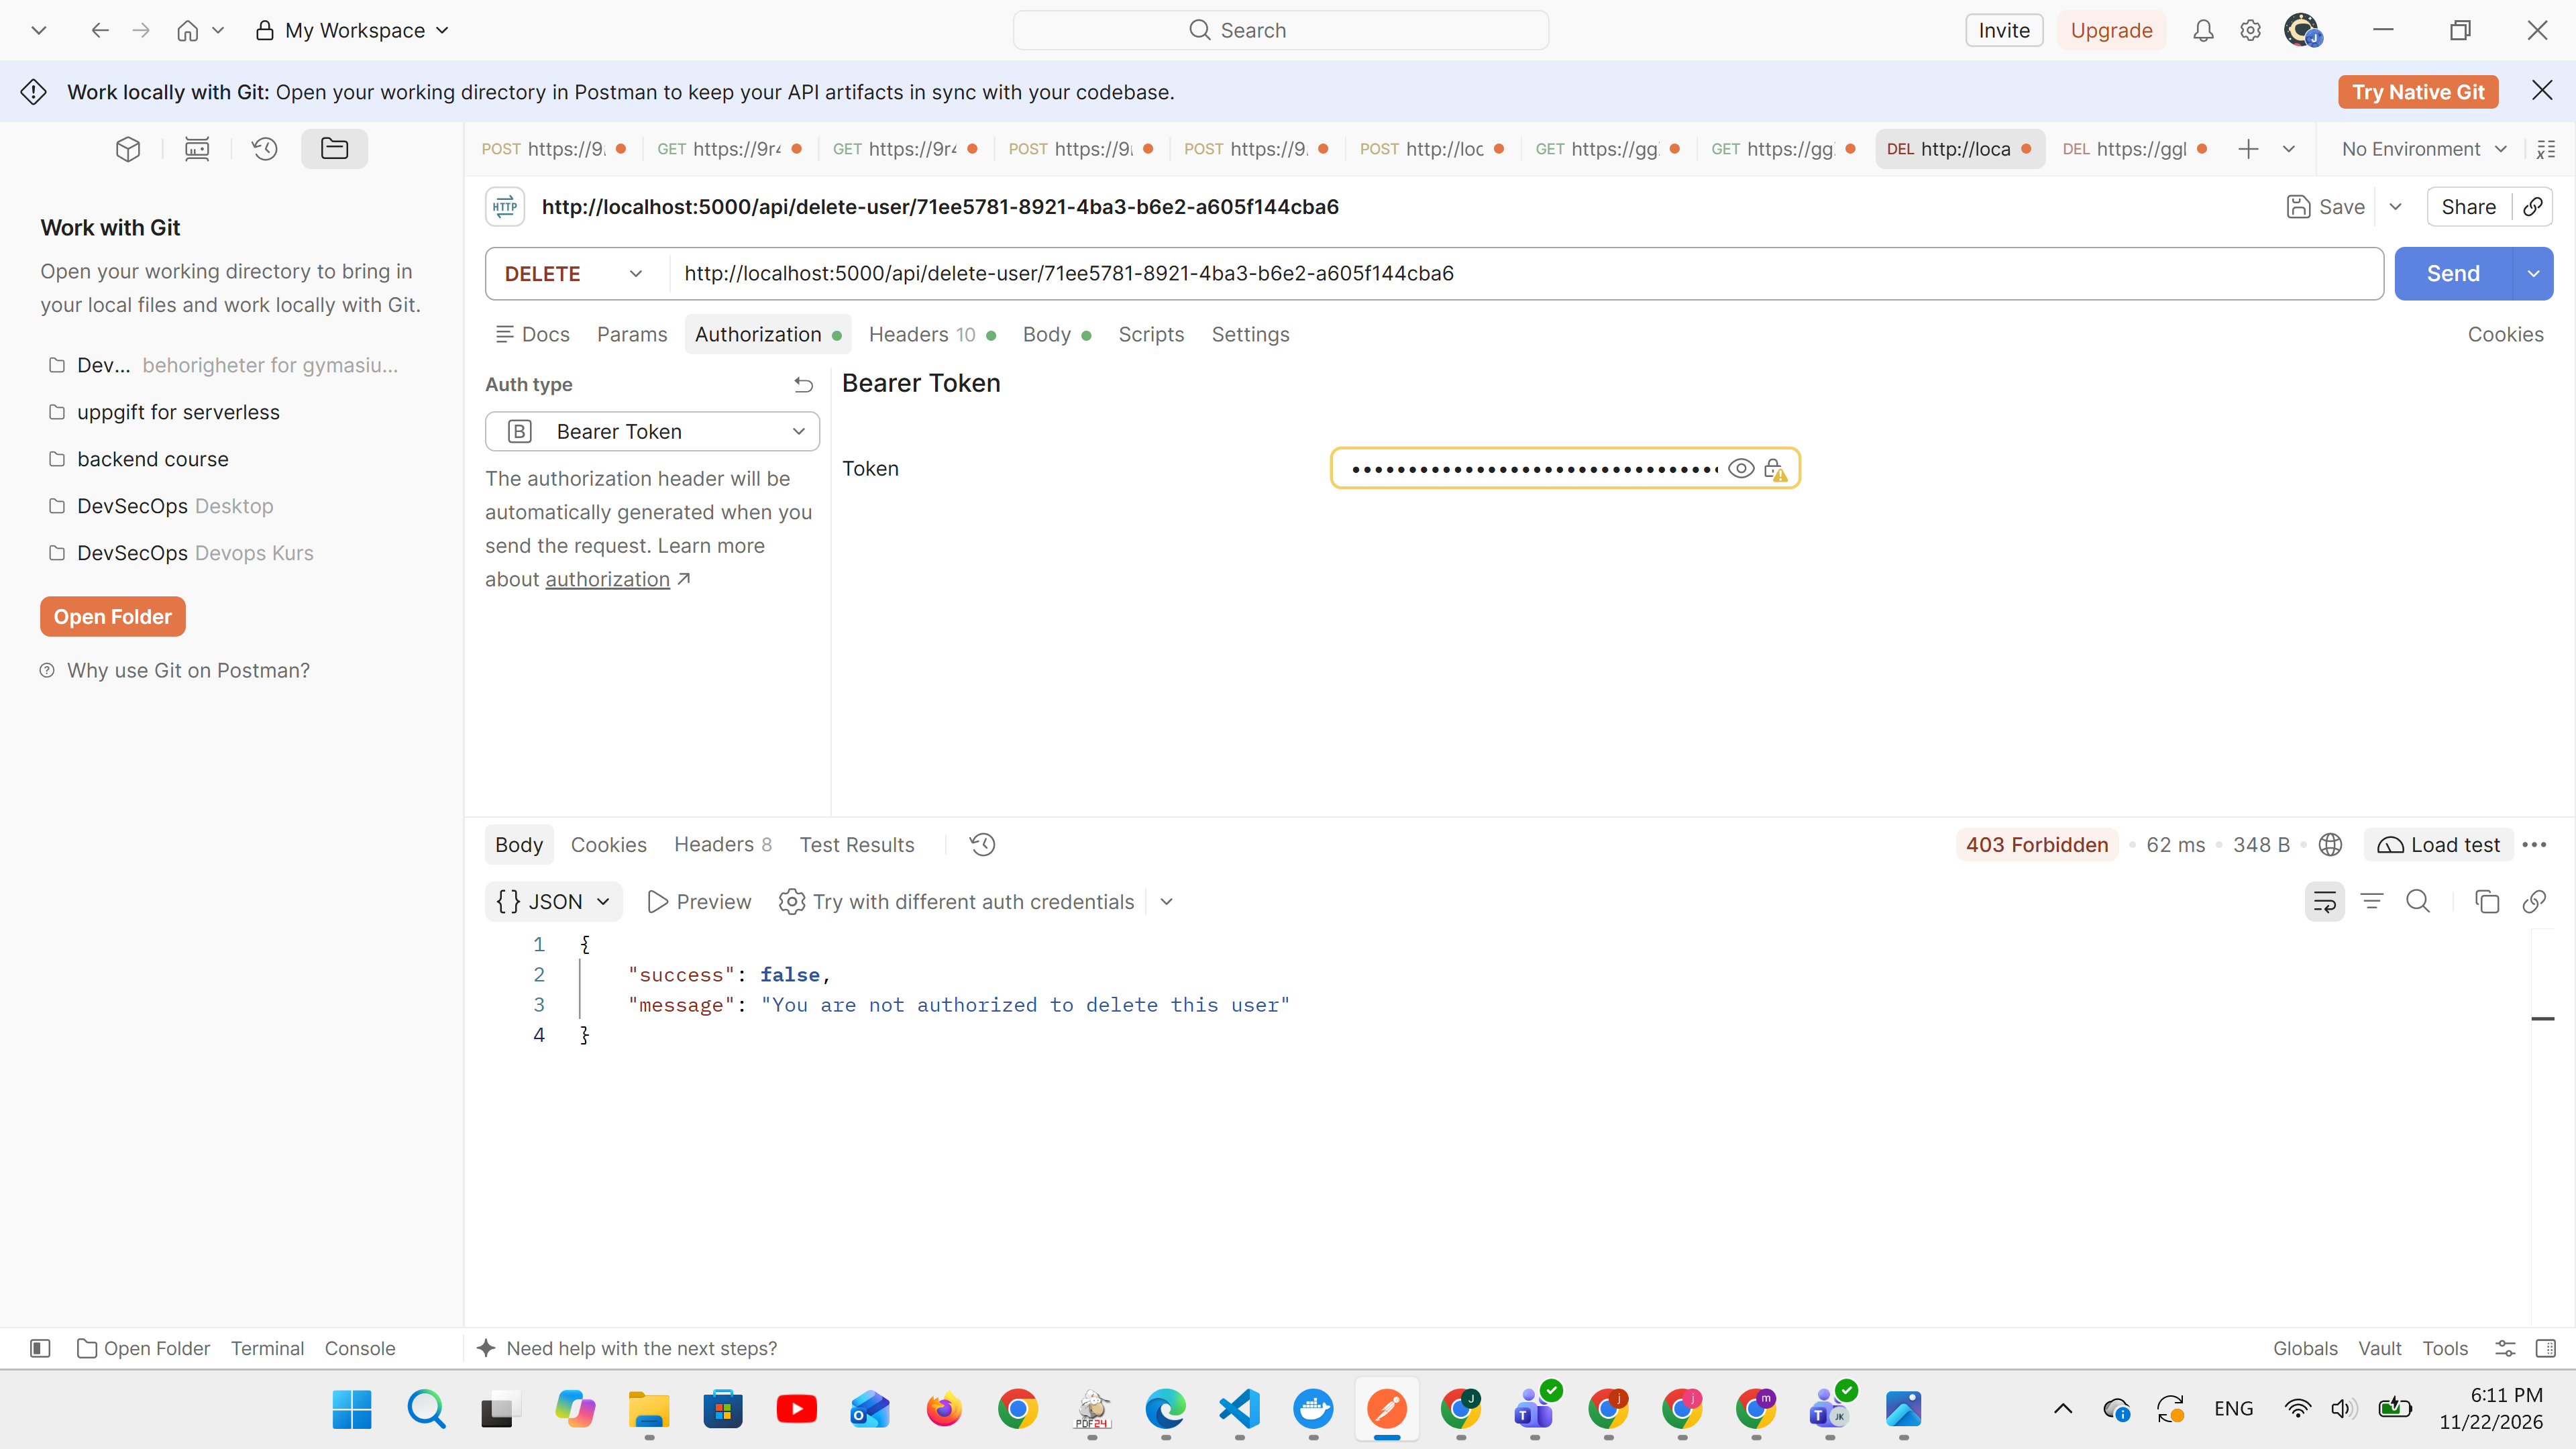 My Workspace
Search
Invite
Upgrade
Work locally with Git: Open your working directory in Postman to keep your API artifacts in sync with your codebase.
Try Native Git
POST https://9.
GET https://9r4
GET https://9r4
POST https://9
POST https://9.
POST http://loc
GET https://gg
GET https://gg
DEL http://loca
DEL https://ggl
No Environment
Work with Git
Open your working directory to bring in
your local files and work locally with Git.
Dev... behorigheter for gymasiu...
uppgift for serverless
backend course
DevSecOps Desktop
DevSecOps Devops Kurs
Open Folder
Why use Git on Postman?
HTTP
http://localhost:5000/api/delete-user/71ee5781-8921-4ba3-b6e2-a605f144cba6
Save
Share
DELETE
http://localhost:5000/api/delete-user/71ee5781-8921-4ba3-b6e2-a605f144cba6
Send
Docs
Params
Authorization
Headers 10
Body
Scripts
Settings
Cookies
Auth type
B Bearer Token
The authorization header will be
automatically generated when you
send the request. Learn more
about authorization
Bearer Token
Token
Body
Cookies
Headers 8
Test Results
403 Forbidden
62 ms
348 B
Load test
{} JSON
Preview
Try with different auth credentials
1 {
2 "success": false,
3 "message": "You are not authorized to delete this user"
4 }
Open Folder
Terminal
Console
Need help with the next steps?
Globals
Vault
Tools
PDF24
ENG
6:11 PM
11/22/2026